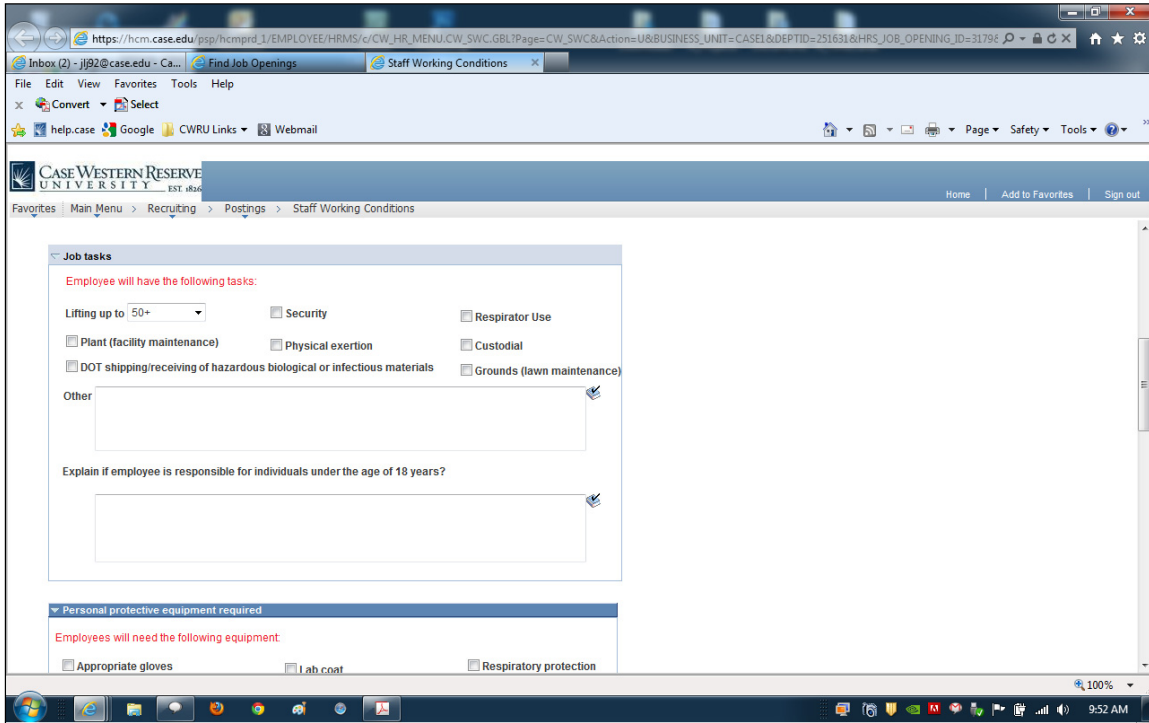 https://hcm.case.edu/psp/hcmprd_1/EMPLOYEE/HRMS/c/CW_HR_MENU.CW_SWC.GBL?Page=CW_SWC&Action=U&BUSINESS_UNIT=CASE1&DEPTID=251631&HRS_JOB_OPENING_ID=31798
Inbox (2) - jlj92@case.edu - Ca... Find Job Openings Staff Working Conditions
File Edit View Favorites Tools Help
x Convert Select
help.case Google CWRU Links Webmail Page Safety Tools
CASE WESTERN RESERVE
UNIVERSITY EST. 1826
Home | Add to Favorites | Sign out
Favorites Main Menu > Recruiting > Postings > Staff Working Conditions
Job tasks
Employee will have the following tasks:
Lifting up to 50+ Security Respirator Use
Plant (facility maintenance) Physical exertion Custodial
DOT shipping/receiving of hazardous biological or infectious materials Grounds (lawn maintenance)
Other
Explain if employee is responsible for individuals under the age of 18 years?
Personal protective equipment required
Employees will need the following equipment:
Appropriate gloves Lab coat Respiratory protection
100%
9:52 AM